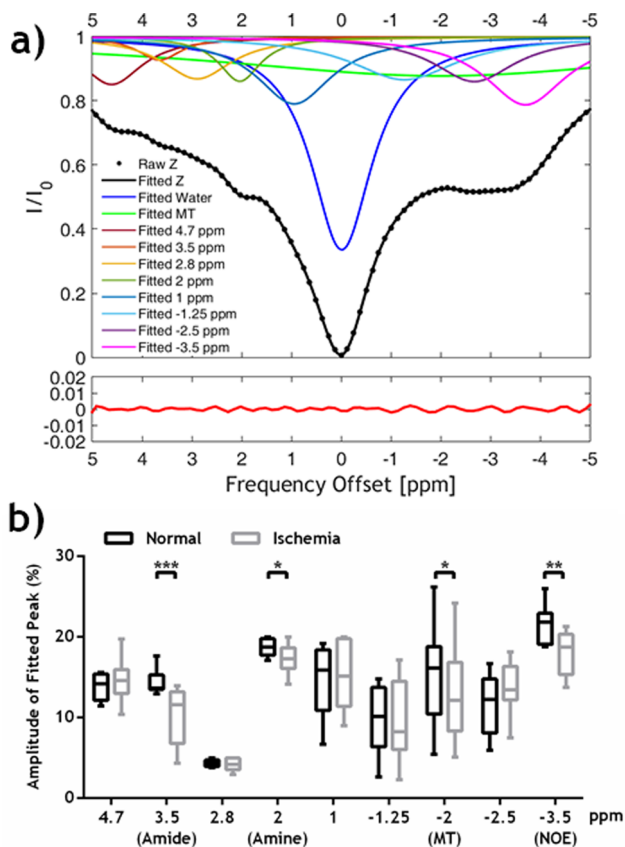 a)
1
0.8
0.6
0.4
0.2
0
I/I0
Raw Z
Fitted Z
Fitted Water
Fitted MT
Fitted 4.7 ppm
Fitted 3.5 ppm
Fitted 2.8 ppm
Fitted 2 ppm
Fitted 1 ppm
Fitted -1.25 ppm
Fitted -2.5 ppm
Fitted -3.5 ppm
5 4 3 2 1 0 -1 -2 -3 -4 -5
0.02
0.01
0
-0.01
-0.02
5 4 3 2 1 0 -1 -2 -3 -4 -5
Frequency Offset [ppm]
b)
Normal Ischemia
*** * * **
30
20
10
0
Amplitude of Fitted Peak (%)
4.7 3.5 2.8 2 1 -1.25 -2 -2.5 -3.5 ppm
(Amide) (Amine) (MT) (NOE)